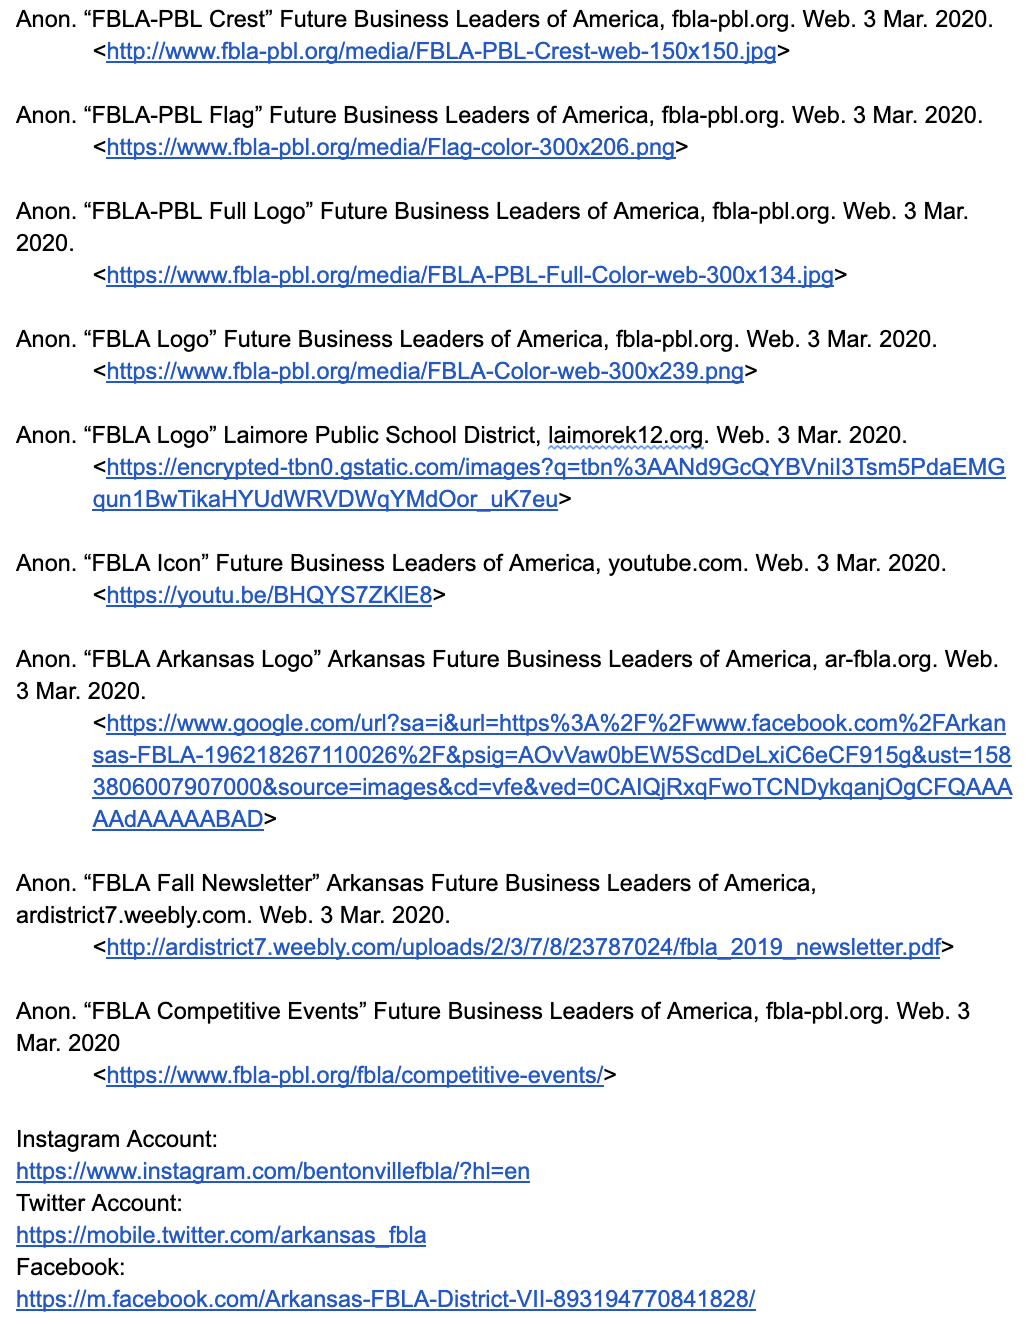 Anon. “FBLA-PBL Crest” Future Business Leaders of America, fbla-pbl.org. Web. 3 Mar. 2020.
<http://www.fbla-pbl.org/media/FBLA-PBL-Crest-web-150x150.jpg>
Anon. “FBLA-PBL Flag” Future Business Leaders of America, fbla-pbl.org. Web. 3 Mar. 2020.
<https://www.fbla-pbl.org/media/Flag-color-300x206.png>
Anon. “FBLA-PBL Full Logo” Future Business Leaders of America, fbla-pbl.org. Web. 3 Mar.
2020.
<https://www.fbla-pbl.org/media/FBLA-PBL-Full-Color-web-300x134.jpg>
Anon. “FBLA Logo” Future Business Leaders of America, fbla-pbl.org. Web. 3 Mar. 2020.
<https://www.fbla-pbl.org/media/FBLA-Color-web-300x239.png>
Anon. “FBLA Logo” Laimore Public School District, laimorek12.org. Web. 3 Mar. 2020.
<https://encrypted-tbn0.gstatic.com/images?q=tbn%3AANd9GcQYBVnil3Tsm5PdaEMG
qun1BwTikaHYUdWRVDWqYMdOor_uK7eu>
Anon. “FBLA Icon” Future Business Leaders of America, youtube.com. Web. 3 Mar. 2020.
<https://youtu.be/BHQYS7ZKlE8>
Anon. “FBLA Arkansas Logo” Arkansas Future Business Leaders of America, ar-fbla.org. Web.
3 Mar. 2020.
<https://www.google.com/url?sa=i&url=https%3A%2F%2Fwww.facebook.com%2FArkan
sas-FBLA-196218267110026%2F&psig=AOvVaw0bEW5ScdDeLxiC6eCF915g&ust=158
3806007907000&source=images&cd=vfe&ved=0CAIQjRxqFwoTCNDykqanjOgCFQAAA
AAdAAAAABAD>
Anon. “FBLA Fall Newsletter” Arkansas Future Business Leaders of America,
ardistrict7.weebly.com. Web. 3 Mar. 2020.
<http://ardistrict7.weebly.com/uploads/2/3/7/8/23787024/fbla_2019_newsletter.pdf>
Anon. “FBLA Competitive Events” Future Business Leaders of America, fbla-pbl.org. Web. 3
Mar. 2020
<https://www.fbla-pbl.org/fbla/competitive-events/>
Instagram Account:
https://www.instagram.com/bentonvillefbla/?hl=en
Twitter Account:
https://mobile.twitter.com/arkansas_fbla
Facebook:
https://m.facebook.com/Arkansas-FBLA-District-VII-893194770841828/